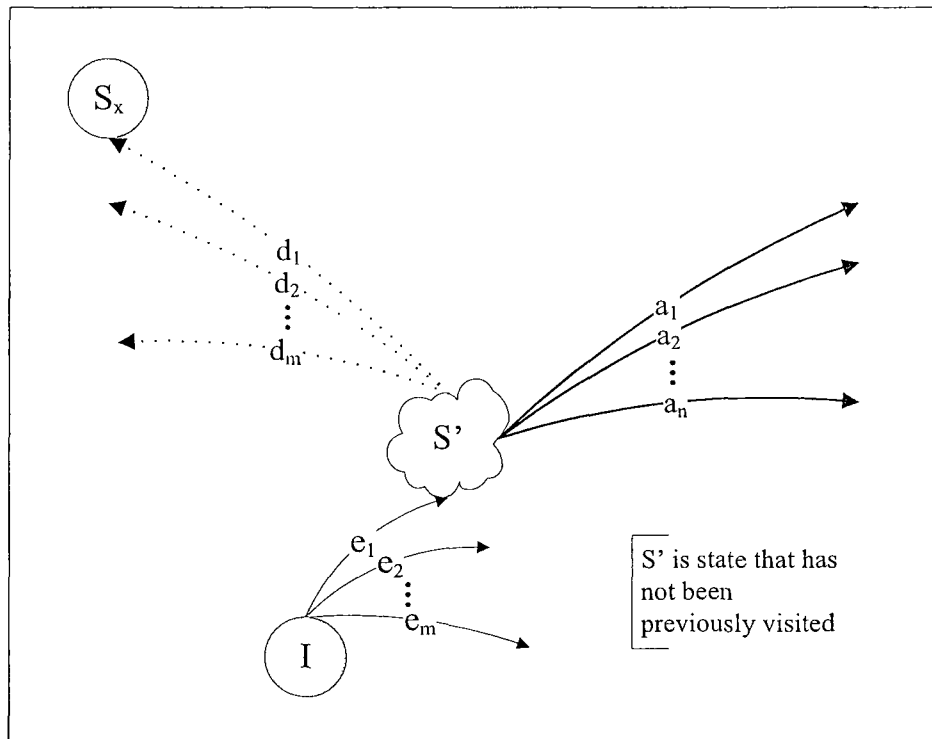 Sx
d1
d2
dm
a1
a2
an
S’
e1
e2
em
I
S’ is state that has
not been
previously visited